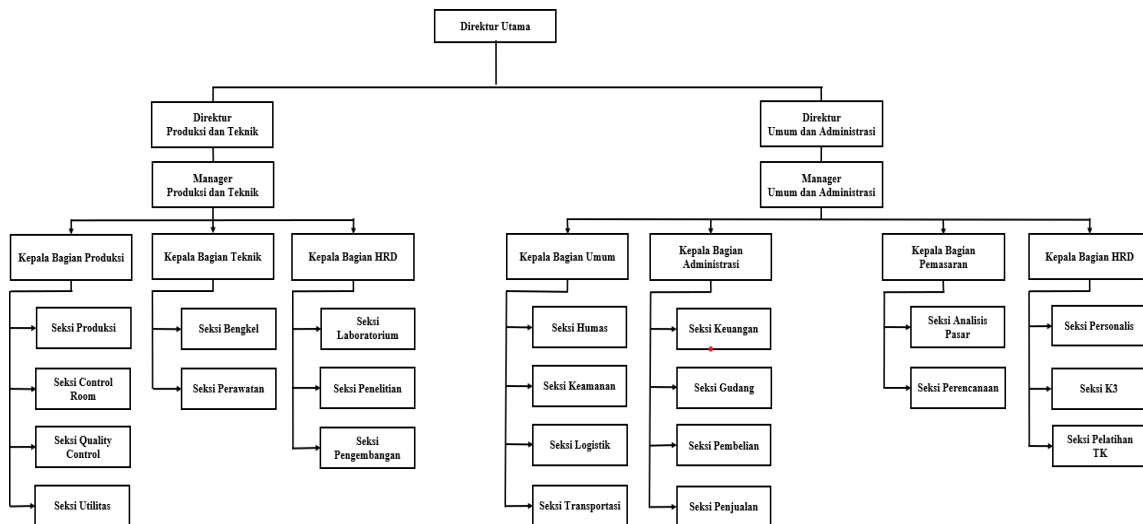 Direktur Utama
Direktur
Produksi dan Teknik
Direktur
Umum dan Administrasi
Manager
Produksi dan Teknik
Manager
Umum dan Administrasi
Kepala Bagian Produksi
Kepala Bagian Teknik
Kepala Bagian HRD
Kepala Bagian Umum
Kepala Bagian
Administrasi
Kepala Bagian
Pemasaran
Kepala Bagian HRD
Seksi Produksi
Seksi Control
Room
Seksi Quality
Control
Seksi Utilitas
Seksi Bengkel
Seksi Perawatan
Seksi
Laboratorium
Seksi Penelitian
Seksi
Pengembangan
Seksi Humas
Seksi Keamanan
Seksi Logistik
Seksi Transportasi
Seksi Keuangan
Seksi Gudang
Seksi Pembelian
Seksi Penjualan
Seksi Analisis
Pasar
Seksi Perencanaan
Seksi Personalis
Seksi K3
Seksi Pelatihan
TK